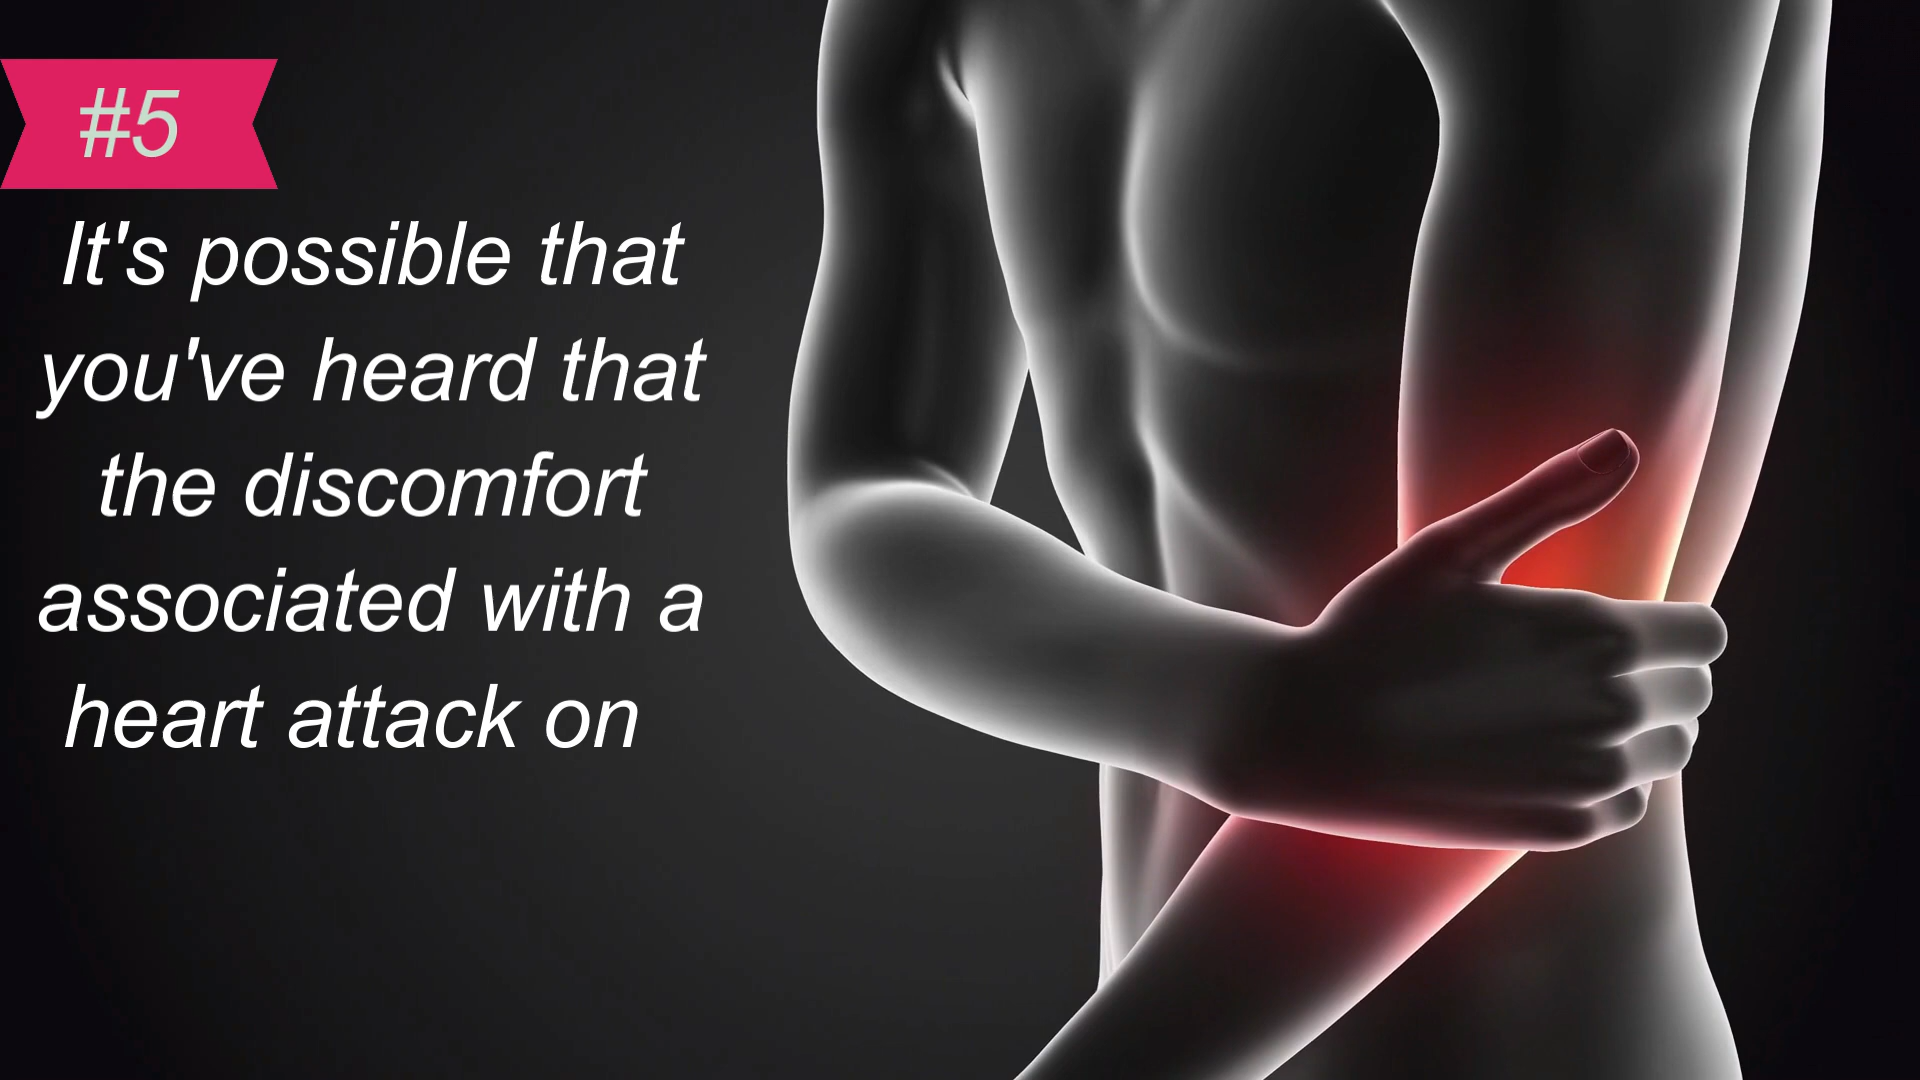 #5
It's possible that
you've heard that
the discomfort
associated with a
heart attack on